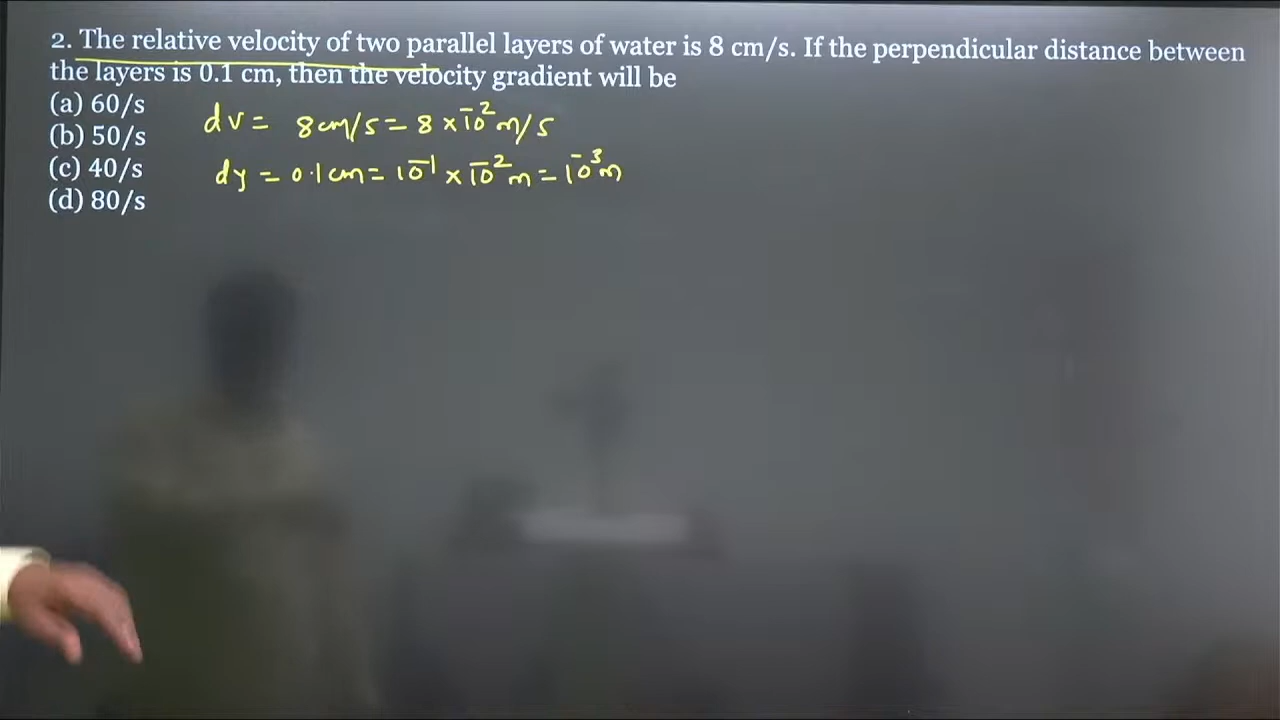 2. The relative velocity of two parallel layers of water is 8 cm/s. If the perpendicular distance between
the layers is 0.1 cm, then the velocity gradient will be
(a) 60/s
(b) 50/s
(c) 40/s
(d) 80/s
dv = 8cm/s = 8 × 10⁻² m/s
dy = 0.1cm = 10⁻¹ × 10⁻² m = 10⁻³ m